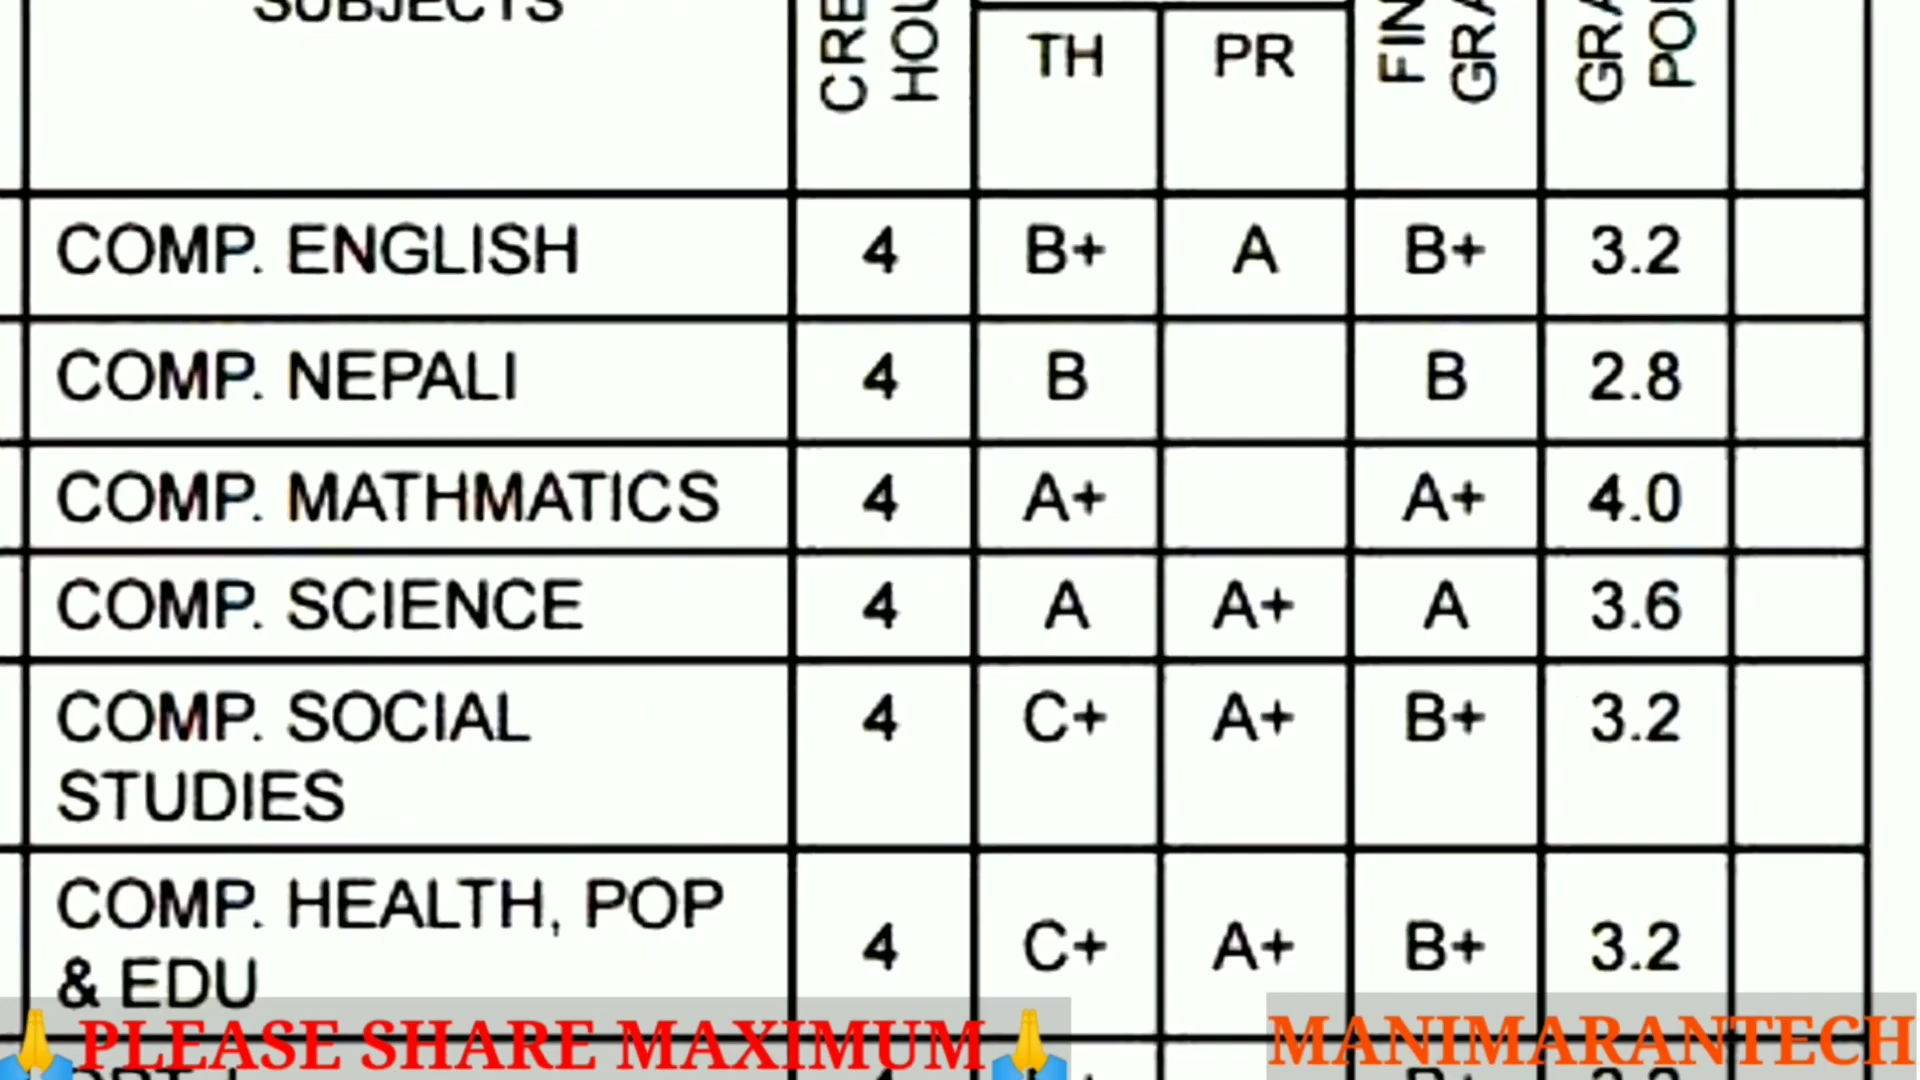 SUBJECTS
TH PR
COMP. ENGLISH 4 B+ A B+ 3.2
COMP. NEPALI 4 B B 2.8
COMP. MATHMATICS 4 A+ A+ 4.0
COMP. SCIENCE 4 A A+ A 3.6
COMP. SOCIAL 4 C+ A+ B+ 3.2
STUDIES
COMP. HEALTH, POP
& EDU 4 C+ A+ B+ 3.2
PLEASE SHARE MAXIMUM
MANIMARANTECH